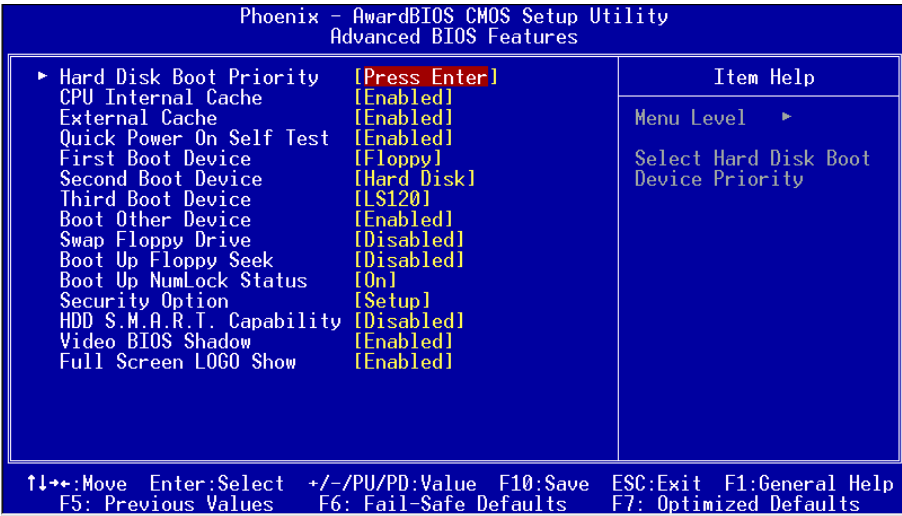 Phoenix - AwardBIOS CMOS Setup Utility
Advanced BIOS Features
▸ Hard Disk Boot Priority [Press Enter]
CPU Internal Cache [Enabled]
External Cache [Enabled]
Quick Power On Self Test [Enabled]
First Boot Device [Floppy]
Second Boot Device [Hard Disk]
Third Boot Device [LS120]
Boot Other Device [Enabled]
Swap Floppy Drive [Disabled]
Boot Up Floppy Seek [Disabled]
Boot Up NumLock Status [On]
Security Option [Setup]
HDD S.M.A.R.T. Capability [Disabled]
Video BIOS Shadow [Enabled]
Full Screen LOGO Show [Enabled]
Item Help
Menu Level ▸
Select Hard Disk Boot
Device Priority
↑↓→←:Move Enter:Select +/-/PU/PD:Value F10:Save ESC:Exit F1:General Help
F5: Previous Values F6: Fail-Safe Defaults F7: Optimized Defaults